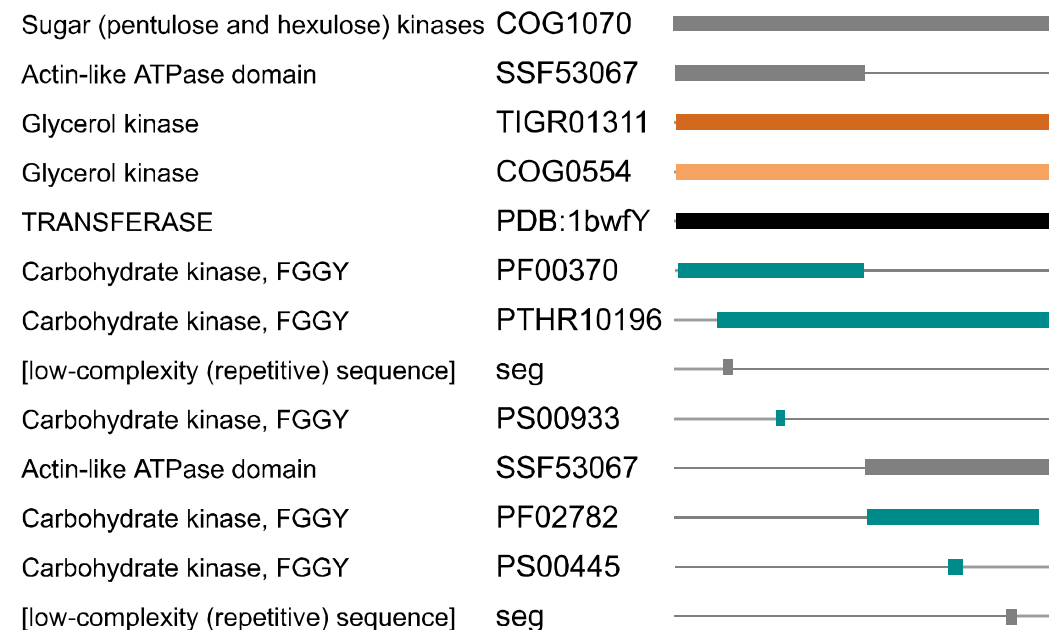 Sugar (pentulose and hexulose) kinases COG1070
Actin-like ATPase domain SSF53067
Glycerol kinase TIGR01311
Glycerol kinase COG0554
TRANSFERASE PDB:1bwfY
Carbohydrate kinase, FGGY PF00370
Carbohydrate kinase, FGGY PTHR10196
[low-complexity (repetitive) sequence] seg
Carbohydrate kinase, FGGY PS00933
Actin-like ATPase domain SSF53067
Carbohydrate kinase, FGGY PF02782
Carbohydrate kinase, FGGY PS00445
[low-complexity (repetitive) sequence] seg